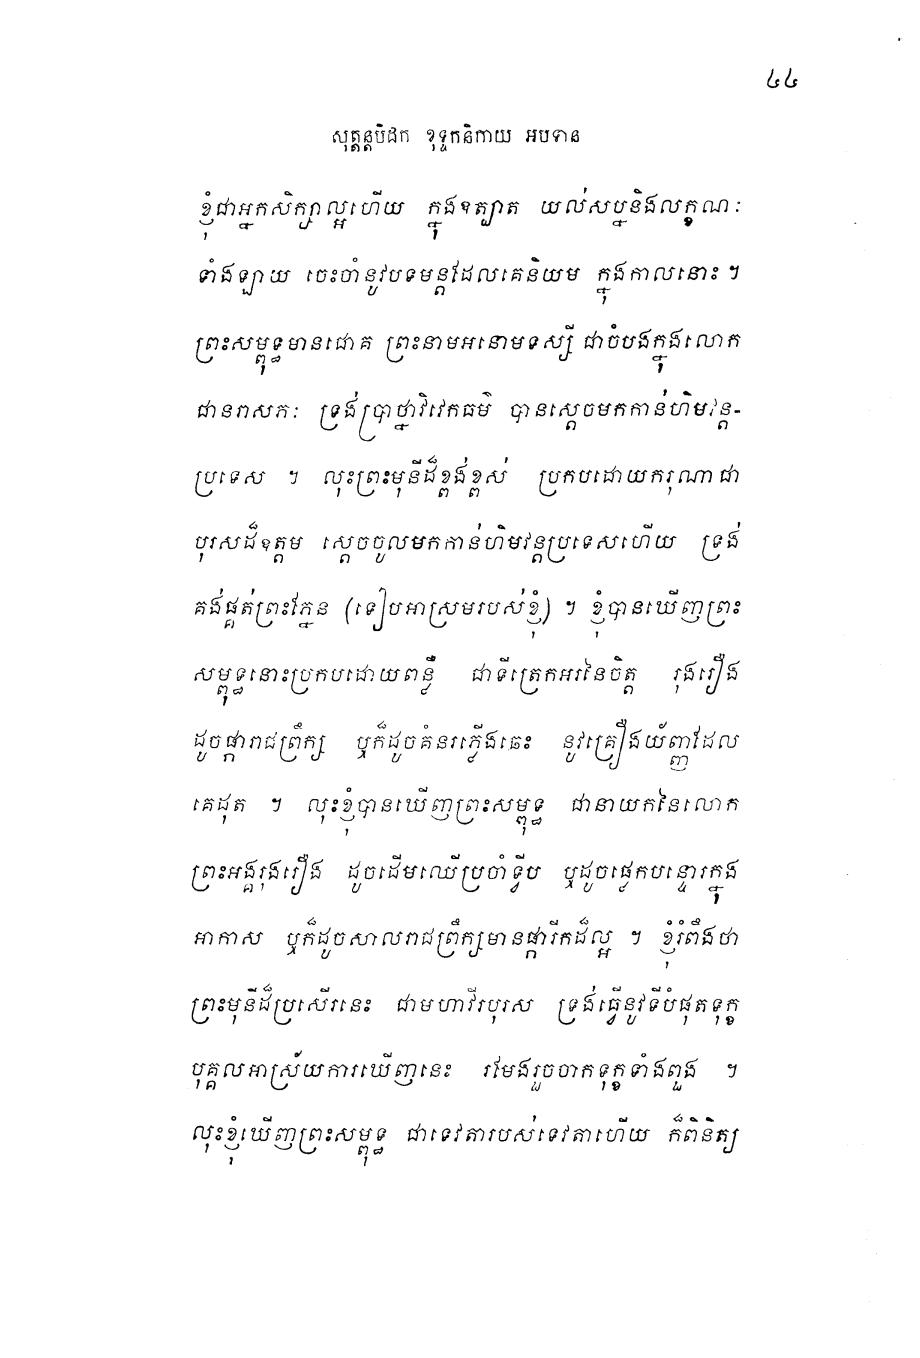 ៤៤
សុត្តន្តបិដក ខុទ្ទកនិកាយ អបទាន
ខ្ញុំជាអ្នកសិក្សាល្អហើយ ក្នុងឧត្បាត យល់សប្ននិងលក្ខណៈ
ទាំងឡាយ ចេះចាំនូវបទមន្តដែលគេនិយម ក្នុងកាលនោះ ។
ព្រះសម្ពុទ្ធមានជោគ ព្រះនាមអនោមទស្សី ជាចំបងក្នុងលោក
ជានរាសភៈ ទ្រង់ប្រាថ្នាវិវេកធម៌ បានស្តេចមកកាន់ហិមវន្ត-
ប្រទេស ។ លុះព្រះមុនីដ៏ខ្ពង់ខ្ពស់ ប្រកបដោយករុណាជា
បុរសដ៏ឧត្តម ស្តេចចូលមកកាន់ហិមវន្តប្រទេសហើយ ទ្រង់
គង់ផ្គត់ព្រះភ្នែន (ទៀបអាស្រមរបស់ខ្ញុំ) ។ ខ្ញុំបានឃើញព្រះ
សម្ពុទ្ធនោះប្រកបដោយពន្លឺ ជាទីត្រេកអរនៃចិត្ត រុងរឿង
ដូចផ្ការាជព្រឹក្ស ឬក៏ដូចគំនរភ្លើងឆេះ នូវគ្រឿងយ័ញ្ញដែល
គេដុត ។ លុះខ្ញុំបានឃើញព្រះសម្ពុទ្ធ ជានាយកនៃលោក
ព្រះអង្គរុងរឿង ដូចដើមឈើប្រចាំទ្វីប ឬដូចផ្លេកបន្ទោរក្នុង
អាកាស ឬក៏ដូចសាលរាជព្រឹក្សមានផ្ការីកដ៏ល្អ ។ ខ្ញុំរំពឹងថា
ព្រះមុនីដ៏ប្រសើរនេះ ជាមហាវីរបុរស ទ្រង់ធ្វើនូវទីបំផុតទុក្ខ
បុគ្គលអាស្រ័យការឃើញនេះ រមែងរួចចាកទុក្ខទាំងពួង ។
លុះខ្ញុំឃើញព្រះសម្ពុទ្ធ ជាទេវតារបស់ទេវតាហើយ ក៏ពិនិត្យ